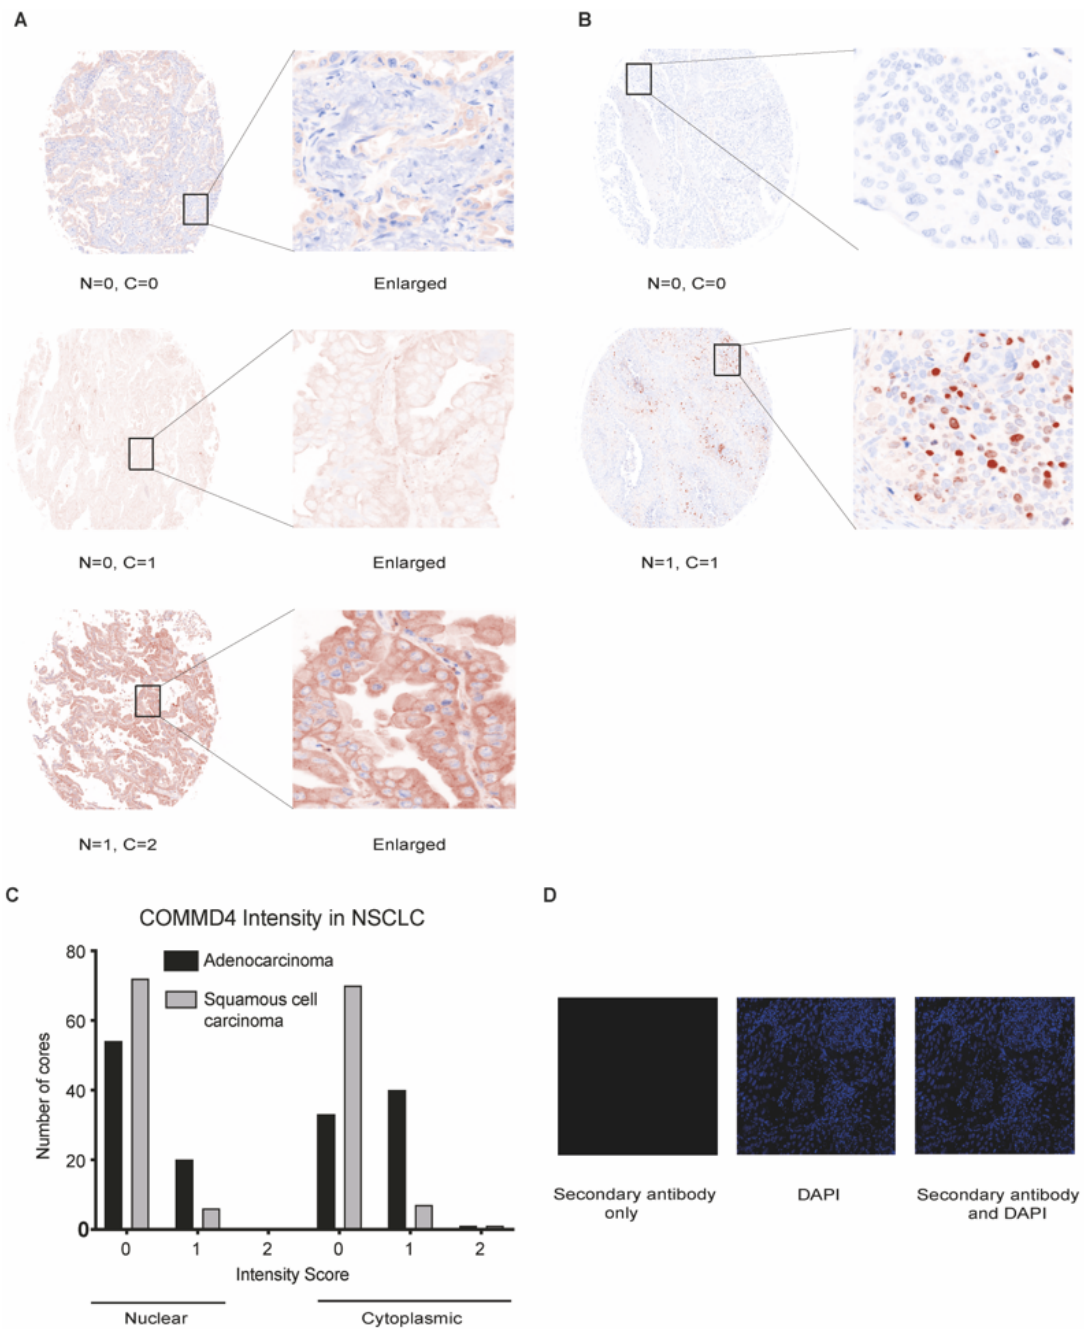 A
N=0, C=0
Enlarged
N=0, C=1
Enlarged
N=1, C=2
Enlarged
B
N=0, C=0
N=1, C=1
C
COMMD4 Intensity in NSCLC
Adenocarcinoma
Squamous cell
carcinoma
Number of cores
80
60
40
20
0
0
1
2
0
1
2
Intensity Score
Nuclear
Cytoplasmic
D
Secondary antibody
only
DAPI
Secondary antibody
and DAPI